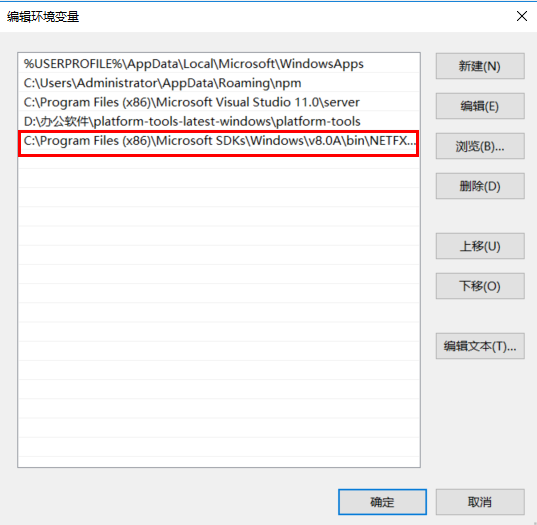 编辑环境变量
%USERPROFILE%\AppData\Local\Microsoft\WindowsApps
C:\Users\Administrator\AppData\Roaming\npm
C:\Program Files (x86)\Microsoft Visual Studio 11.0\server
D:\办公软件\platform-tools-latest-windows\platform-tools
C:\Program Files (x86)\Microsoft SDKs\Windows\v8.0A\bin\NETFX...
新建(N)
编辑(E)
浏览(B)...
删除(D)
上移(U)
下移(O)
编辑文本(T)...
确定
取消